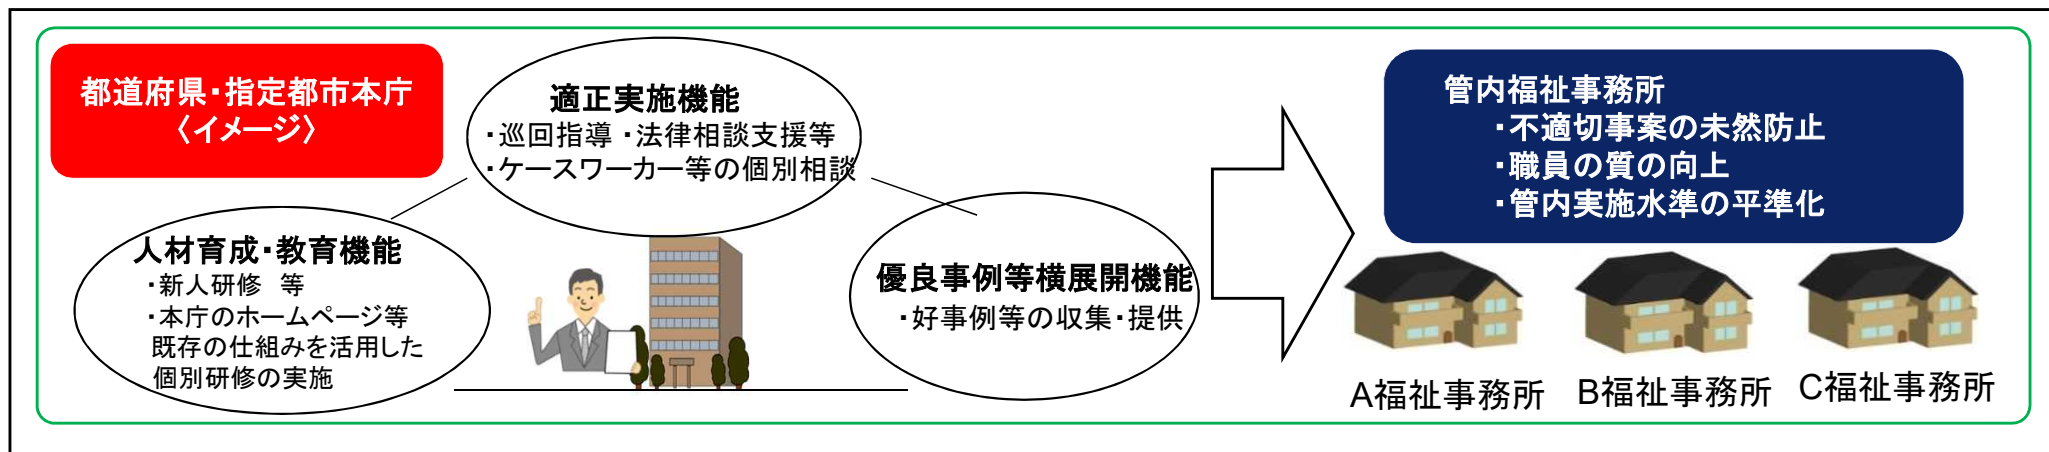 都道府県・指定都市本庁
〈イメージ〉
適正実施機能
・巡回指導 ・法律相談支援等
・ケースワーカー等の個別相談
人材育成・教育機能
・新人研修　等
・本庁のホームページ等
既存の仕組みを活用した
個別研修の実施
優良事例等横展開機能
・好事例等の収集・提供
管内福祉事務所
・不適切事案の未然防止
・職員の質の向上
・管内実施水準の平準化
A福祉事務所
B福祉事務所
C福祉事務所